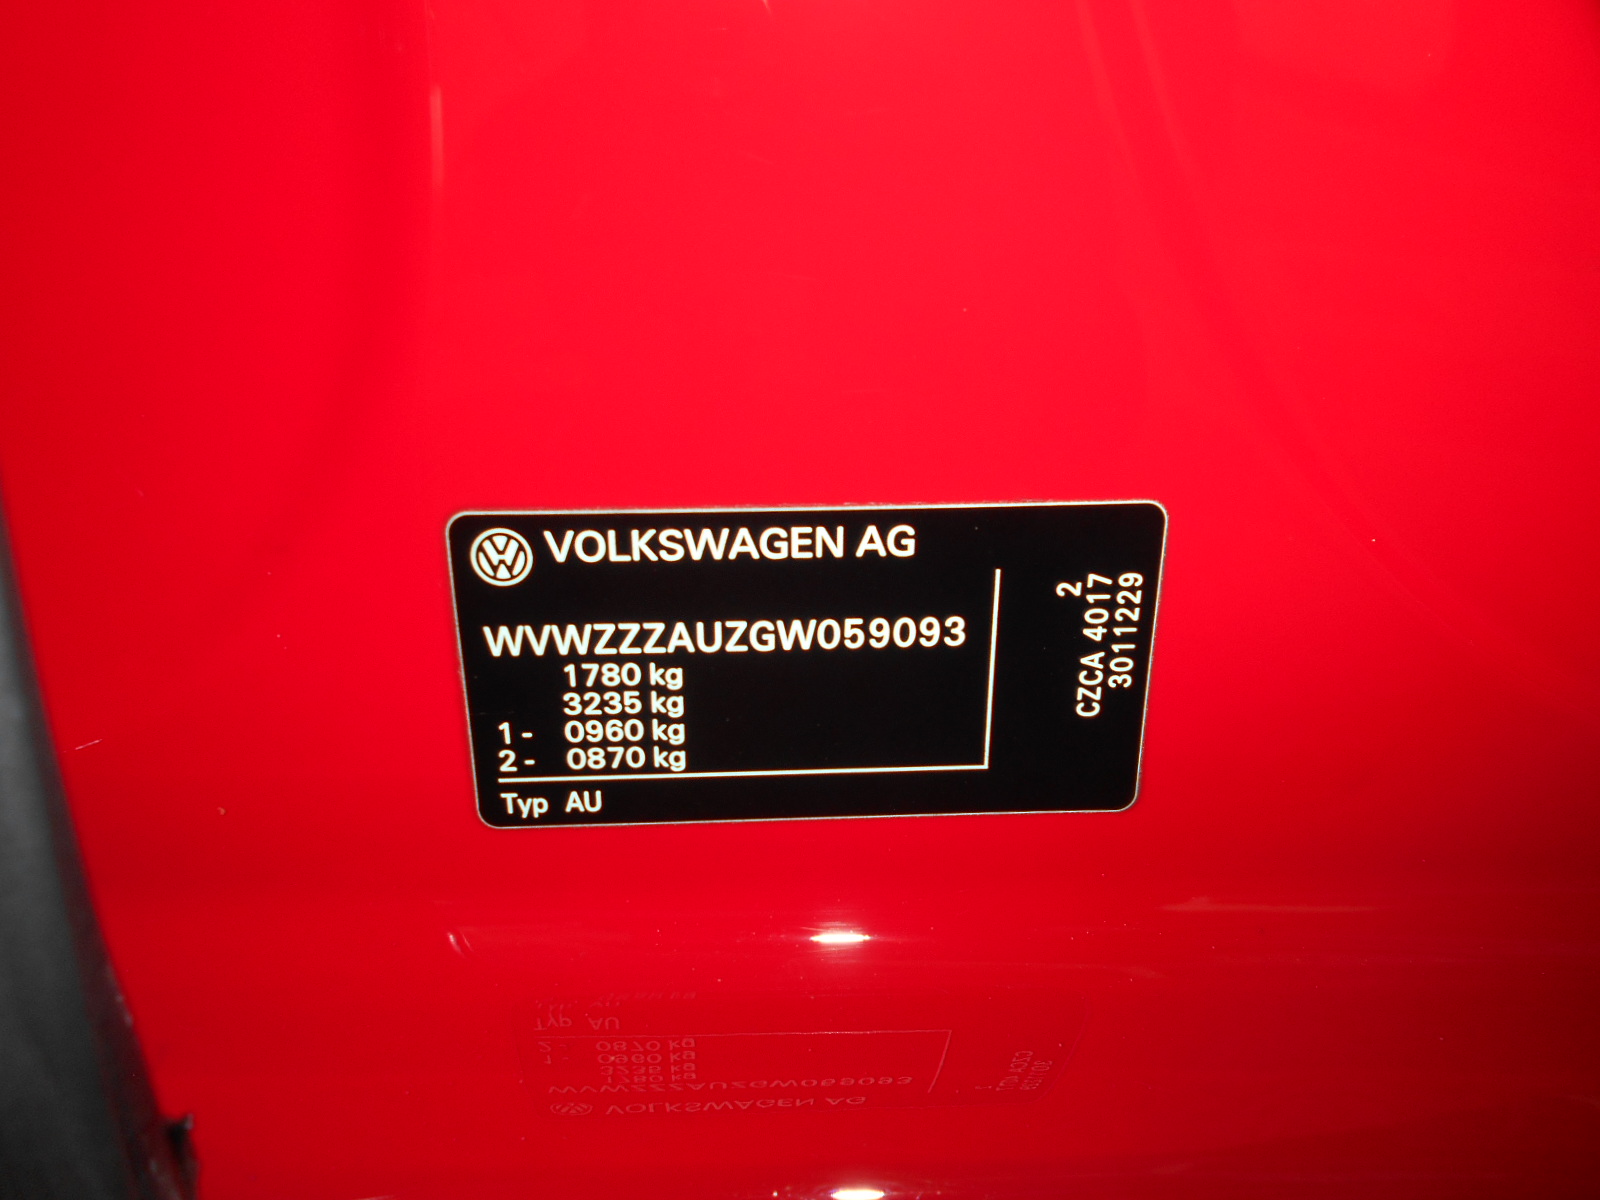 VOLKSWAGEN AG
WVWZZZAUZGW059093
1780 kg
3235 kg
1- 0960 kg
2- 0870 kg
Typ AU
2
CZCA 4017
3011229